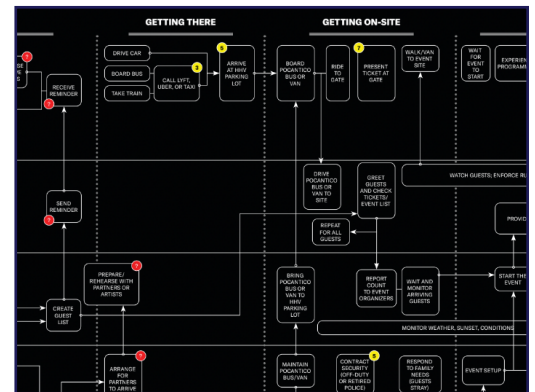 GETTING THERE
GETTING ON-SITE
?
RECEIVE
REMINDER
?
DRIVE CAR
BOARD BUS
TAKE TRAIN
3
CALL LYFT,
UBER, OR TAXI
5
ARRIVE
AT HHV
PARKING
LOT
BOARD
POCANTICO
BUS OR
VAN
RIDE
TO
GATE
7
PRESENT
TICKET AT
GATE
WALK/VAN
TO EVENT
SITE
WAIT
FOR
EVENT
TO
START
SEND
REMINDER
?
DRIVE
POCANTICO
BUS OR
VAN TO
SITE
GREET
GUESTS
AND CHECK
TICKETS/
EVENT LIST
WATCH GUESTS; ENFORCE
REPEAT
FOR ALL
GUESTS
?
PREPARE/
REHEARSE WITH
PARTNERS OR
ARTISTS
CREATE
GUEST
LIST
BRING
POCANTICO
BUS OR
VAN TO
HHV
PARKING
LOT
REPORT
COUNT
TO EVENT
ORGANIZERS
WAIT AND
MONITOR
ARRIVING
GUESTS
START THE
EVENT
MONITOR WEATHER, SUNSET, CONDITIONS
?
ARRANGE
FOR
PARTNERS
TO ARRIVE
MAINTAIN
POCANTICO
BUS/VAN
CONTRACT
SECURITY
(OFF-DUTY
OR RETIRED
POLICE)
RESPOND
TO FAMILY
NEEDS
(GUESTS
STRAY)
EVENT SETUP